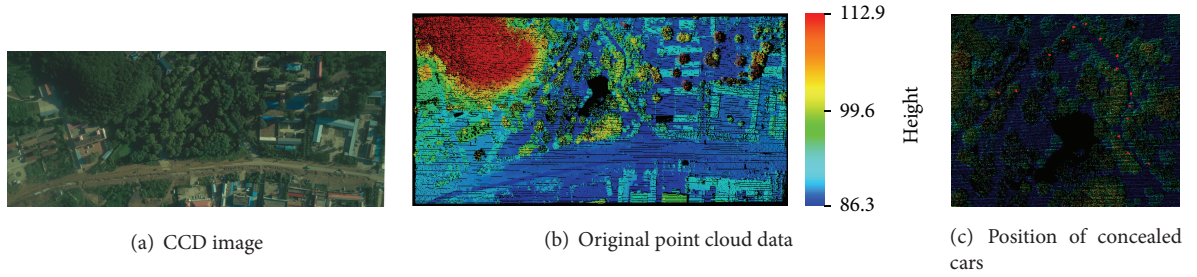 112.9
99.6
86.3
Height
(a) CCD image
(b) Original point cloud data
(c) Position of concealed
cars